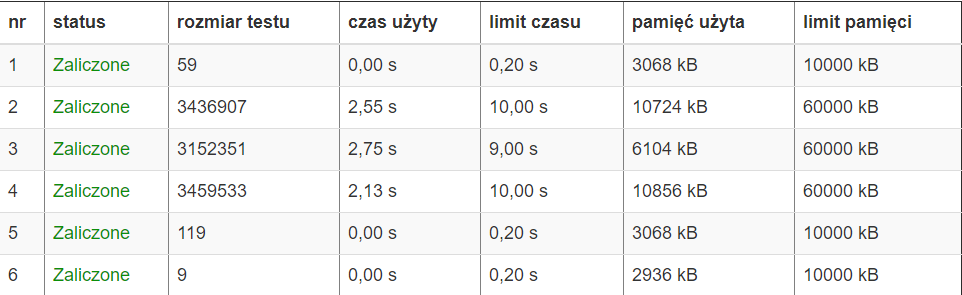 nr status rozmiar testu czas użyty limit czasu pamięć użyta limit pamięci
1 Zaliczone 59 0,00 s 0,20 s 3068 kB 10000 kB
2 Zaliczone 3436907 2,55 s 10,00 s 10724 kB 60000 kB
3 Zaliczone 3152351 2,75 s 9,00 s 6104 kB 60000 kB
4 Zaliczone 3459533 2,13 s 10,00 s 10856 kB 60000 kB
5 Zaliczone 119 0,00 s 0,20 s 3068 kB 10000 kB
6 Zaliczone 9 0,00 s 0,20 s 2936 kB 10000 kB